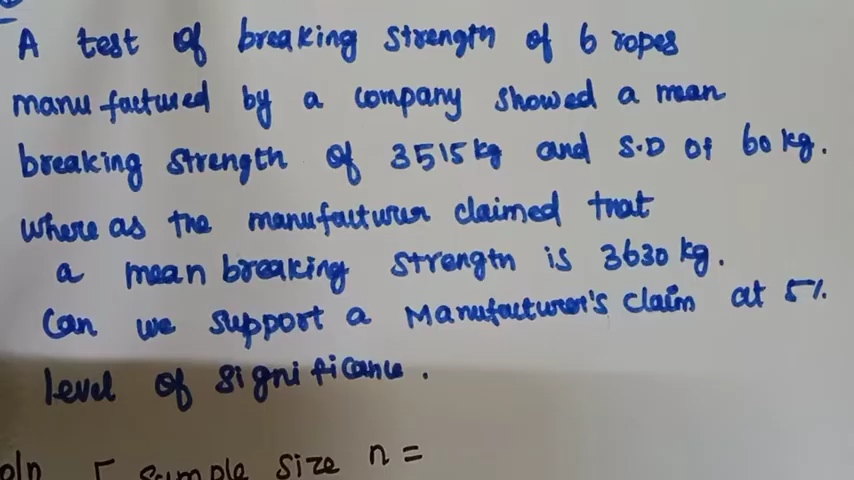 A test of breaking strength of 6 ropes
manufactured by a company showed a mean
breaking strength of 3515 kg and S.D of 60 kg.
where as the manufacturer claimed that
a mean breaking strength is 3630 kg.
Can we support a Manufacturer's claim at 5%
level of significance.
sample size n =